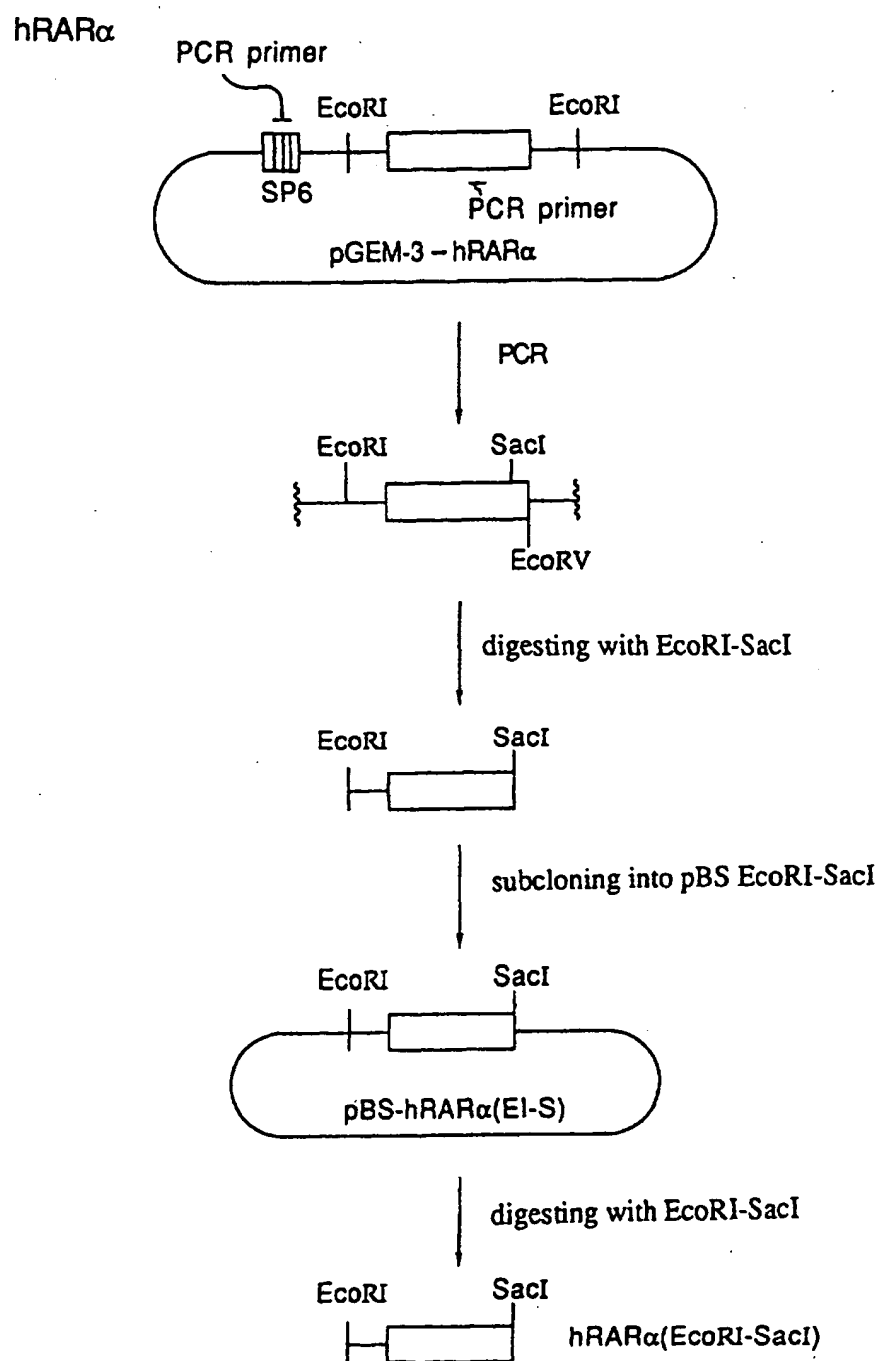 hRARα
PCR primer
EcoRI
EcoRI
SP6
PCR primer
pGEM-3 – hRARα
PCR
EcoRI
SacI
EcoRV
digesting with EcoRI-SacI
EcoRI
SacI
subcloning into pBS EcoRI-SacI
EcoRI
SacI
pBS-hRARα(EI-S)
digesting with EcoRI-SacI
EcoRI
SacI
hRARα(EcoRI-SacI)